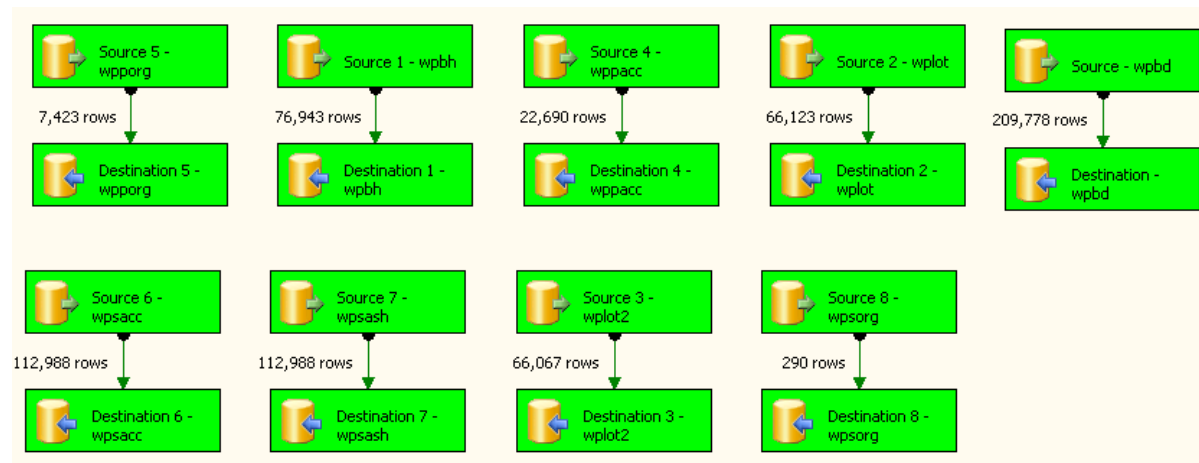 Source 5 -
wpporg
Source 1 - wpbh
Source 4 -
wppacc
Source 2 - wplot
Source - wpbd
7,423 rows
76,943 rows
22,690 rows
66,123 rows
209,778 rows
Destination 5 -
wpporg
Destination 1 -
wpbh
Destination 4 -
wppacc
Destination 2 -
wplot
Destination -
wpbd
Source 6 -
wpsacc
Source 7 -
wpsash
Source 3 -
wplot2
Source 8 -
wpsorg
112,988 rows
112,988 rows
66,067 rows
290 rows
Destination 6 -
wpsacc
Destination 7 -
wpsash
Destination 3 -
wplot2
Destination 8 -
wpsorg